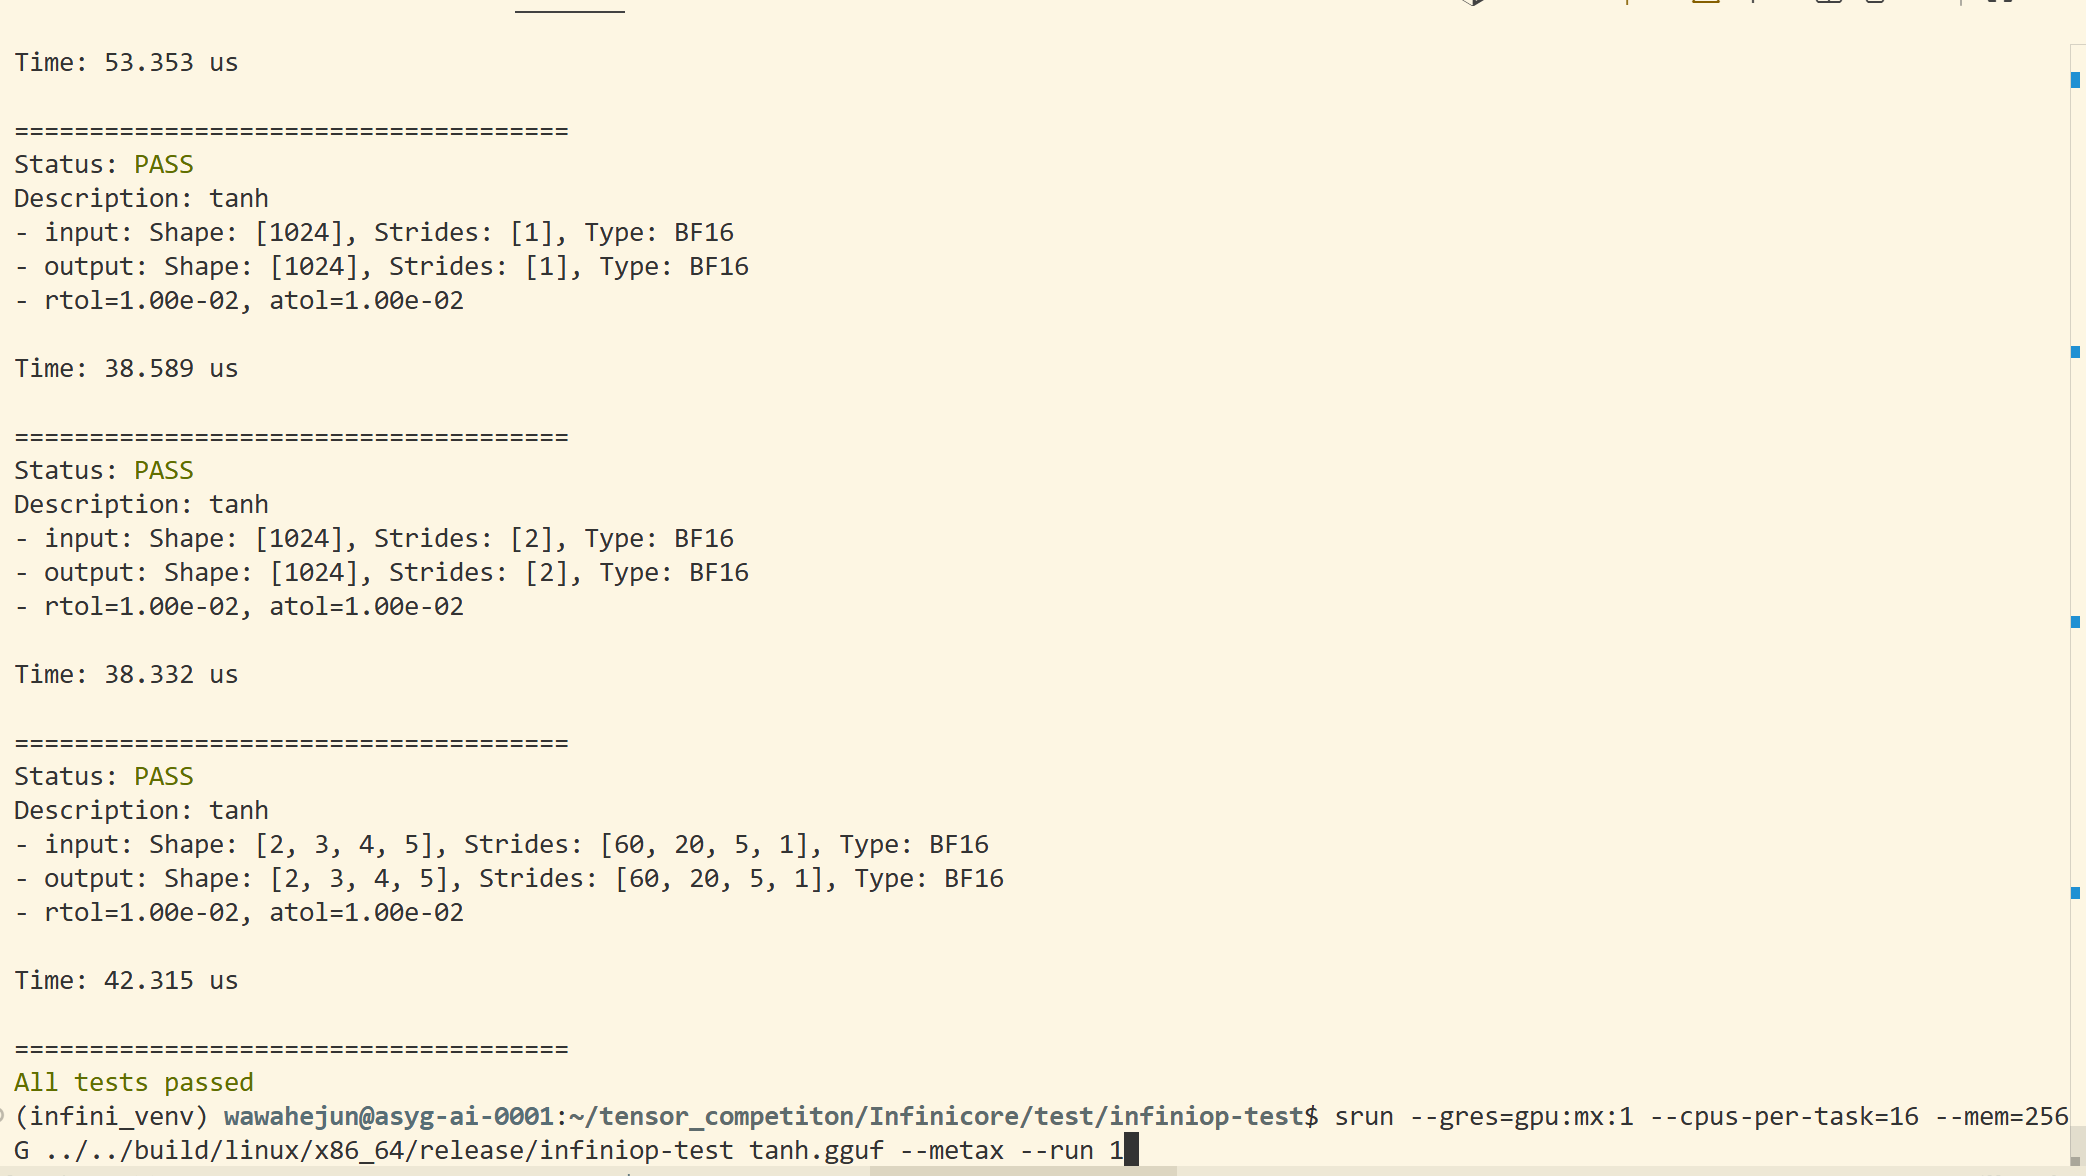 Time: 53.353 us
=====================================
Status: PASS
Description: tanh
- input: Shape: [1024], Strides: [1], Type: BF16
- output: Shape: [1024], Strides: [1], Type: BF16
- rtol=1.00e-02, atol=1.00e-02
Time: 38.589 us
=====================================
Status: PASS
Description: tanh
- input: Shape: [1024], Strides: [2], Type: BF16
- output: Shape: [1024], Strides: [2], Type: BF16
- rtol=1.00e-02, atol=1.00e-02
Time: 38.332 us
=====================================
Status: PASS
Description: tanh
- input: Shape: [2, 3, 4, 5], Strides: [60, 20, 5, 1], Type: BF16
- output: Shape: [2, 3, 4, 5], Strides: [60, 20, 5, 1], Type: BF16
- rtol=1.00e-02, atol=1.00e-02
Time: 42.315 us
=====================================
All tests passed
(infini_venv) wawahejun@asyg-ai-0001:~/tensor_competiton/Infinicore/test/infiniop-test$ srun --gres=gpu:mx:1 --cpus-per-task=16 --mem=256
G ../../build/linux/x86_64/release/infiniop-test tanh.gguf --metax --run 1